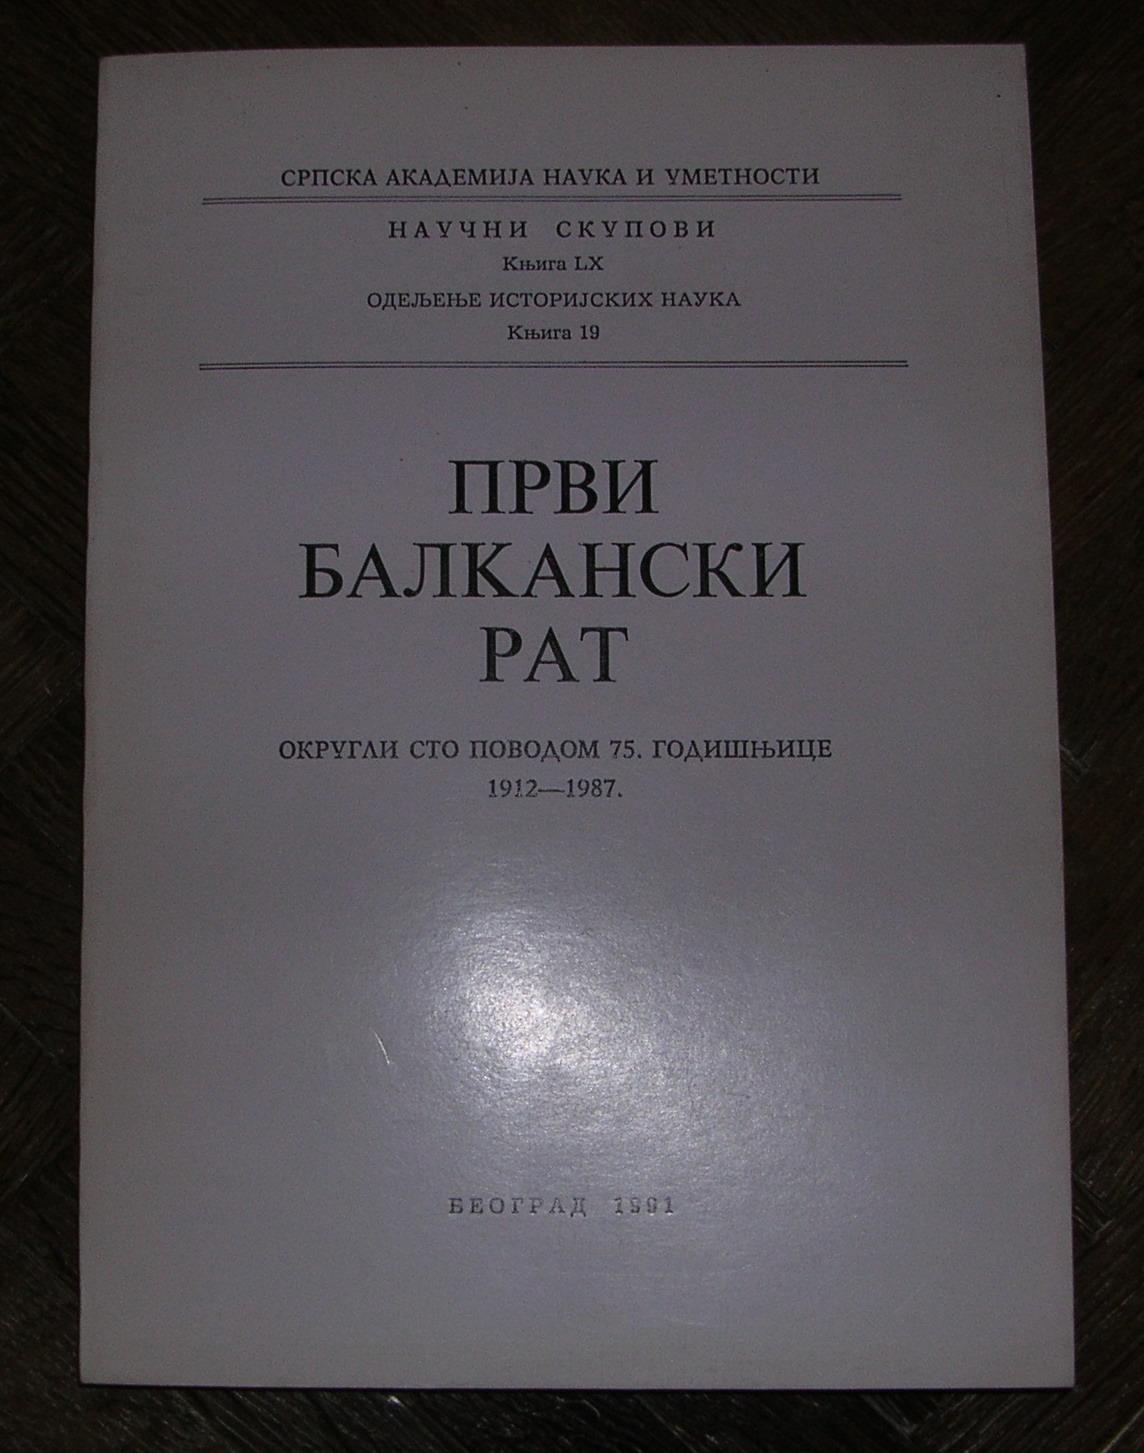 СРПСКА АКАДЕМИЈА НАУКА И УМЕТНОСТИ
НАУЧНИ СКУПОВИ
Књига LX
ОДЕЉЕЊЕ ИСТОРИЈСКИХ НАУКА
Књига 19
ПРВИ
БАЛКАНСКИ
РАТ
ОКРУГЛИ СТО ПОВОДОМ 75. ГОДИШЊИЦЕ
1912—1987.
БЕОГРАД 1991